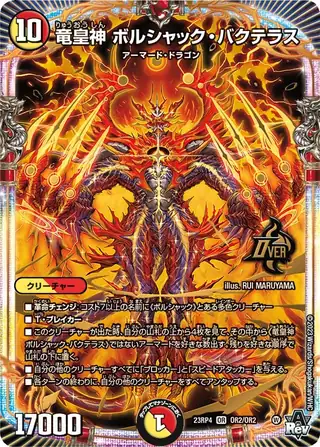 10
りゅうおうしん
竜皇神 ボルシャック・バクテラス
アーマード・ドラゴン
OVER
illus. RUI MARUYAMA
クリーチャー
■革命チェンジ：コスト7以上の名前に《ボルシャック》とある多色クリーチャー
■T・ブレイカー
■このクリーチャーが出た時、自分の山札の上から4枚を見て、その中から《竜皇神
ボルシャック・バクテラス》ではないアーマードを好きな数出す。残りを好きな順序で
山札の下に置く。
■自分の他のクリーチャーすべてに「ブロッカー」と「スピードアタッカー」を与える。
■各ターンの終わりに、自分の他のクリーチャーをすべてアンタップする。
17000
1
23RP4 OR OR2/OR2
W
Rev